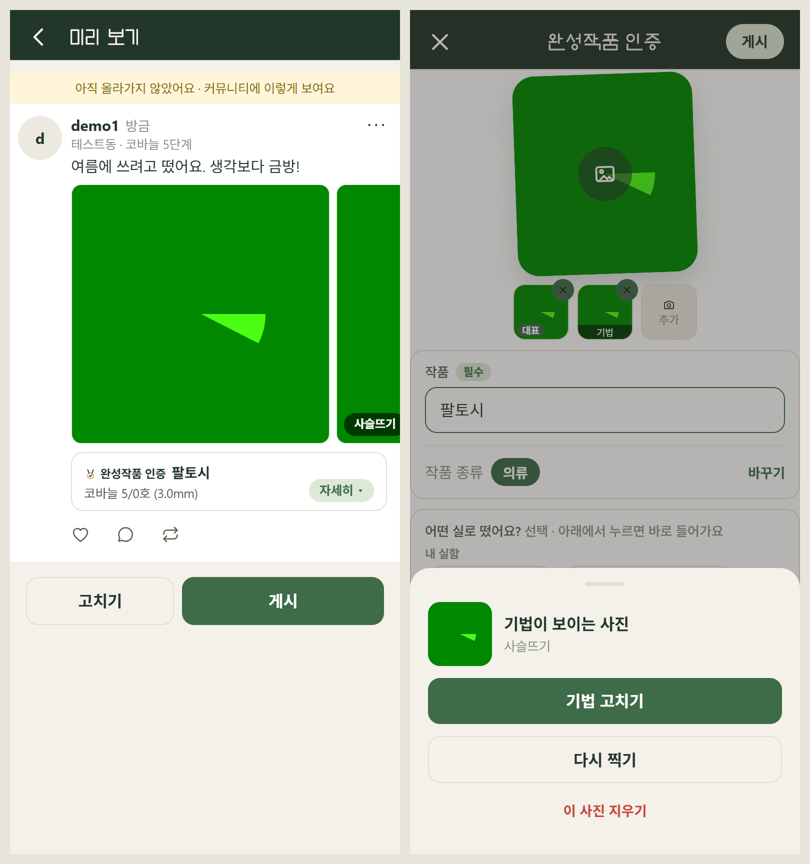 미리 보기
아직 올라가지 않았어요 · 커뮤니티에 이렇게 보여요
d
demo1 방금
테스트동 · 코바늘 5단계
여름에 쓰려고 떴어요. 생각보다 금방!
사슬뜨기
완성작품 인증 팔토시
코바늘 5/0호 (3.0mm)
자세히
고치기
게시
완성작품 인증
게시
대표
기법
추가
작품 필수
팔토시
작품 종류 의류
바꾸기
어떤 실로 떴어요? 선택 · 아래에서 누르면 바로 들어가요
내 실함
기법이 보이는 사진
사슬뜨기
기법 고치기
다시 찍기
이 사진 지우기